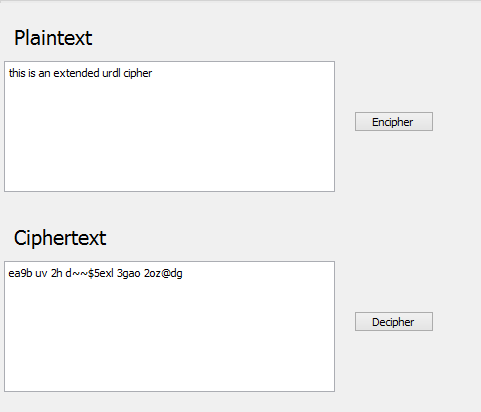 Plaintext
this is an extended urdl cipher
Encipher
Ciphertext
ea9b uv 2h d~~$5exl 3gao 2oz@dg
Decipher